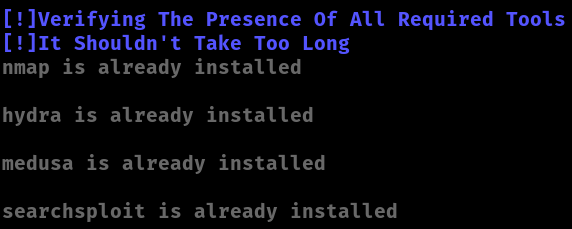 [!]Verifying The Presence Of All Required Tools
[!]It Shouldn't Take Too Long
nmap is already installed
hydra is already installed
medusa is already installed
searchsploit is already installed